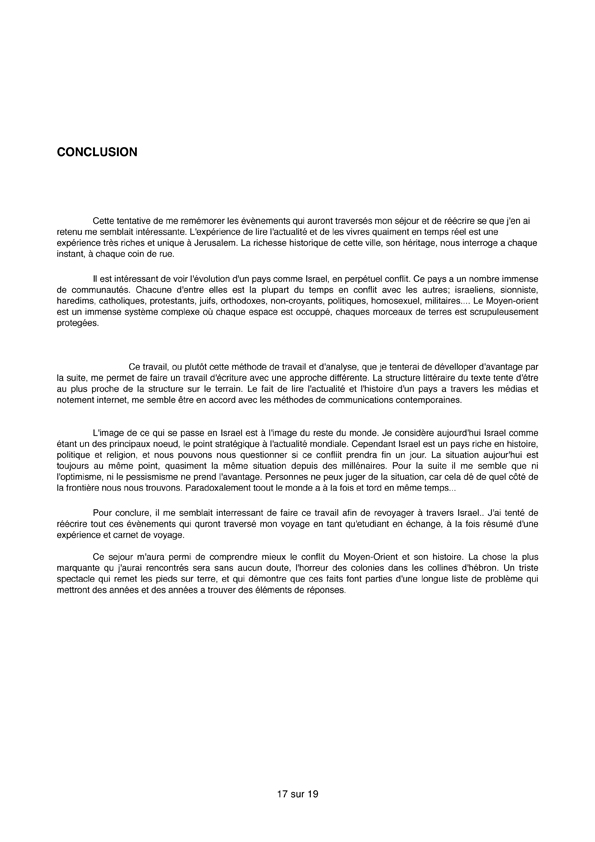 CONCLUSION
Cette tentative de me remémorer les évènements qui auront traversés mon séjour et de réécrire se que j'en ai
retenu me semblait intéressante. L'expérience de lire l'actualité et de les vivres quaiment en temps réel est une
expérience très riches et unique à Jerusalem. La richesse historique de cette ville, son héritage, nous interroge a chaque
instant, à chaque coin de rue.
Il est intéressant de voir l'évolution d'un pays comme Israel, en perpétuel conflit. Ce pays a un nombre immense
de communautés. Chacune d'entre elles est la plupart du temps en conflit avec les autres; israeliens, sionniste,
haredims, catholiques, protestants, juifs, orthodoxes, non-croyants, politiques, homosexuel, militaires.... Le Moyen-orient
est un immense système complexe où chaque espace est occuppé, chaques morceaux de terres est scrupuleusement
protegées.
Ce travail, ou plutôt cette méthode de travail et d'analyse, que je tenterai de dévelloper d'avantage par
la suite, me permet de faire un travail d'écriture avec une approche différente. La structure littéraire du texte tente d'étre
au plus proche de la structure sur le terrain. Le fait de lire l'actualité et l'histoire d'un pays a travers les médias et
notement internet, me semble être en accord avec les méthodes de communications contemporaines.
L'image de ce qui se passe en Israel est à l'image du reste du monde. Je considère aujourd'hui Israel comme
étant un des principaux noeud, le point stratégique à l'actualité mondiale. Cependant Israel est un pays riche en histoire,
politique et religion, et nous pouvons nous questionner si ce confliit prendra fin un jour. La situation aujour'hui est
toujours au même point, quasiment la même situation depuis des millénaires. Pour la suite il me semble que ni
l'optimisme, ni le pessismisme ne prend l'avantage. Personnes ne peux juger de la situation, car cela dé de quel côté de
la frontière nous nous trouvons. Paradoxalement toout le monde a à la fois et tord en même temps...
Pour conclure, il me semblait interressant de faire ce travail afin de revoyager à travers Israel.. J'ai tenté de
réécrire tout ces évènements qui quront traversé mon voyage en tant qu'etudiant en échange, à la fois résumé d'une
expérience et carnet de voyage.
Ce sejour m'aura permi de comprendre mieux le conflit du Moyen-Orient et son histoire. La chose la plus
marquante qu j'aurai rencontrés sera sans aucun doute, l'horreur des colonies dans les collines d'hébron. Un triste
spectacle qui remet les pieds sur terre, et qui démontre que ces faits font parties d'une longue liste de problème qui
mettront des années et des années a trouver des éléments de réponses.
17 sur 19